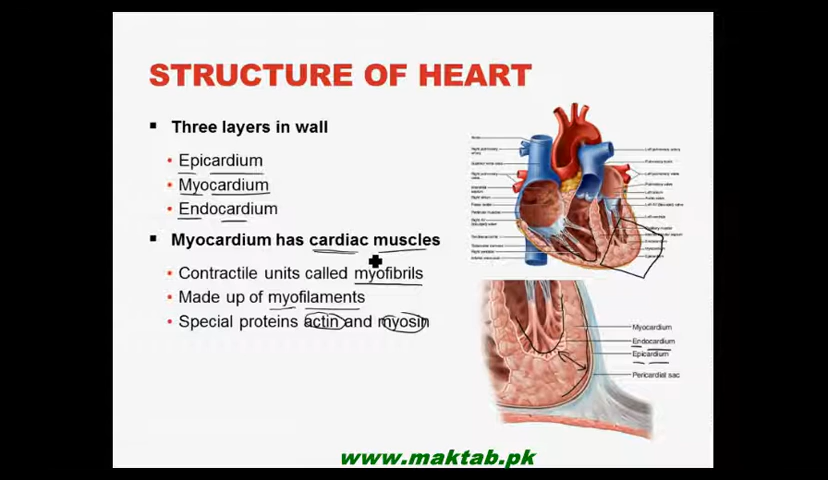 STRUCTURE OF HEART
Three layers in wall
Epicardium
Myocardium
Endocardium
Myocardium has cardiac muscles
Contractile units called myofibrils
Made up of myofilaments
Special proteins actin and myosin
Myocardium
Endocardium
Epicardium
Pericardial sac
www.maktab.pk